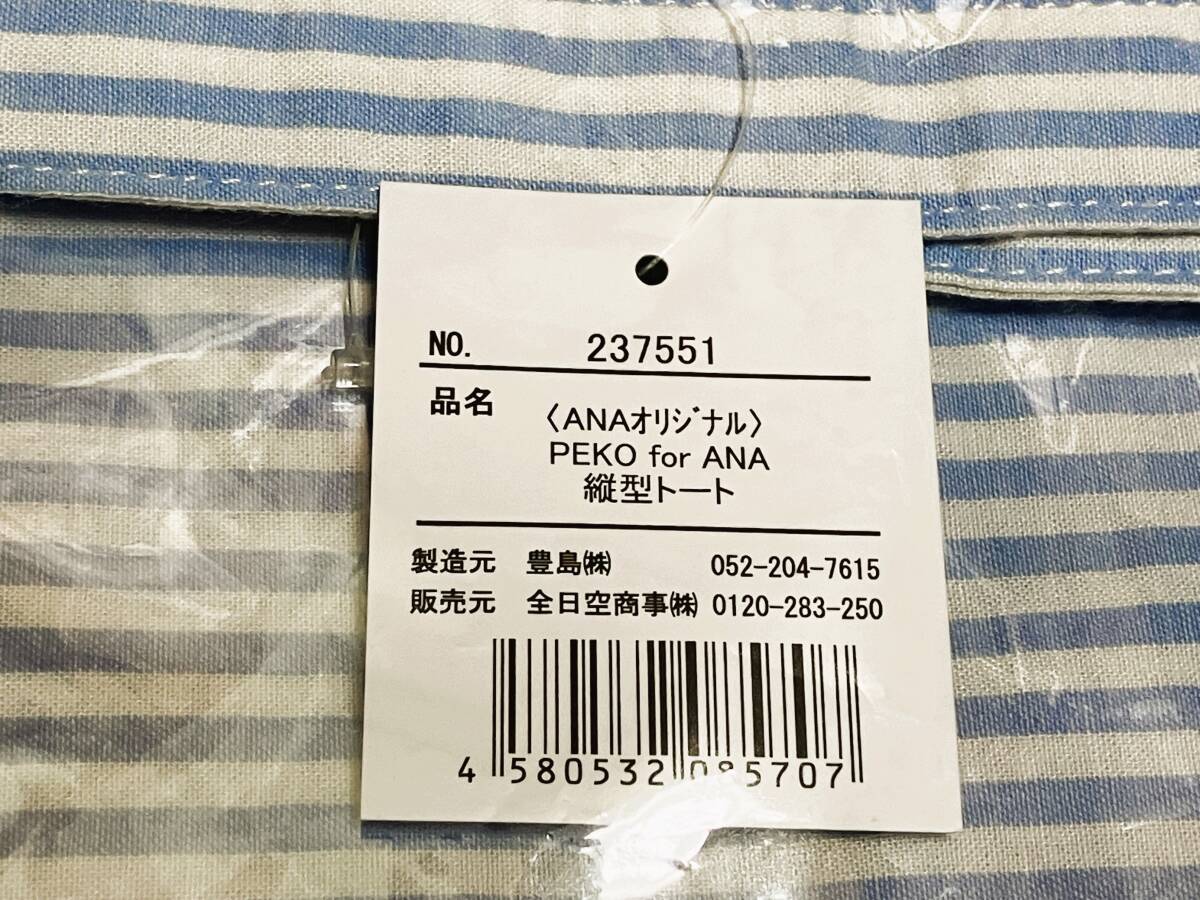 NO. 237551
品名 〈ANAオリジナル〉
PEKO for ANA
縦型トート
製造元 豊島㈱ 052-204-7615
販売元 全日空商事㈱ 0120-283-250
4 580532 085707